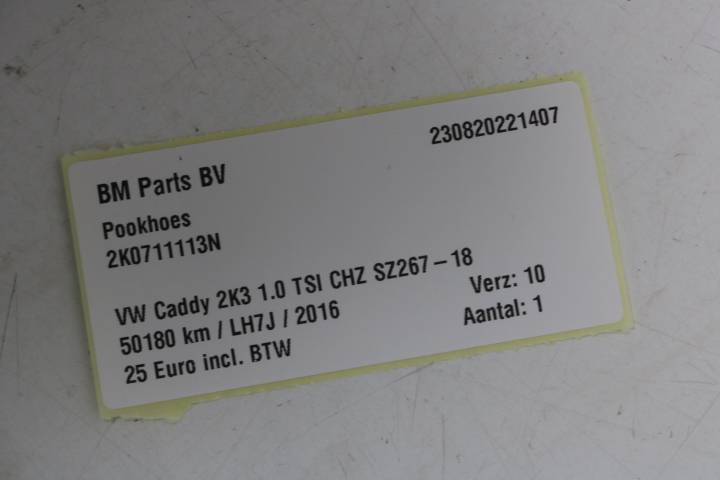 BM Parts BV 230820221407
Pookhoes
2K0711113N
VW Caddy 2K3 1.0 TSI CHZ SZ267-18
50180 km / LH7J / 2016 Verz: 10
25 Euro incl. BTW Aantal: 1